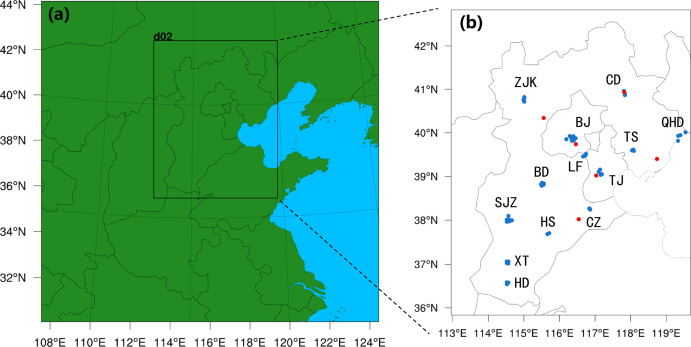 (a)
d02
44°N
42°N
40°N
38°N
36°N
34°N
32°N
108°E 110°E 112°E 114°E 116°E 118°E 120°E 122°E 124°E
(b)
42°N
41°N
40°N
39°N
38°N
37°N
36°N
ZJK
CD
BJ
QHD
TS
LF
BD
TJ
SJZ
HS
CZ
XT
HD
113°E 114°E 115°E 116°E 117°E 118°E 119°E